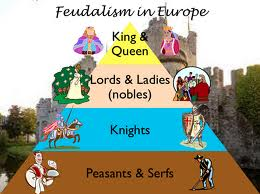 Feudalism in Europe
King &
Queen
Lords & Ladies
(nobles)
Knights
Peasants & Serfs